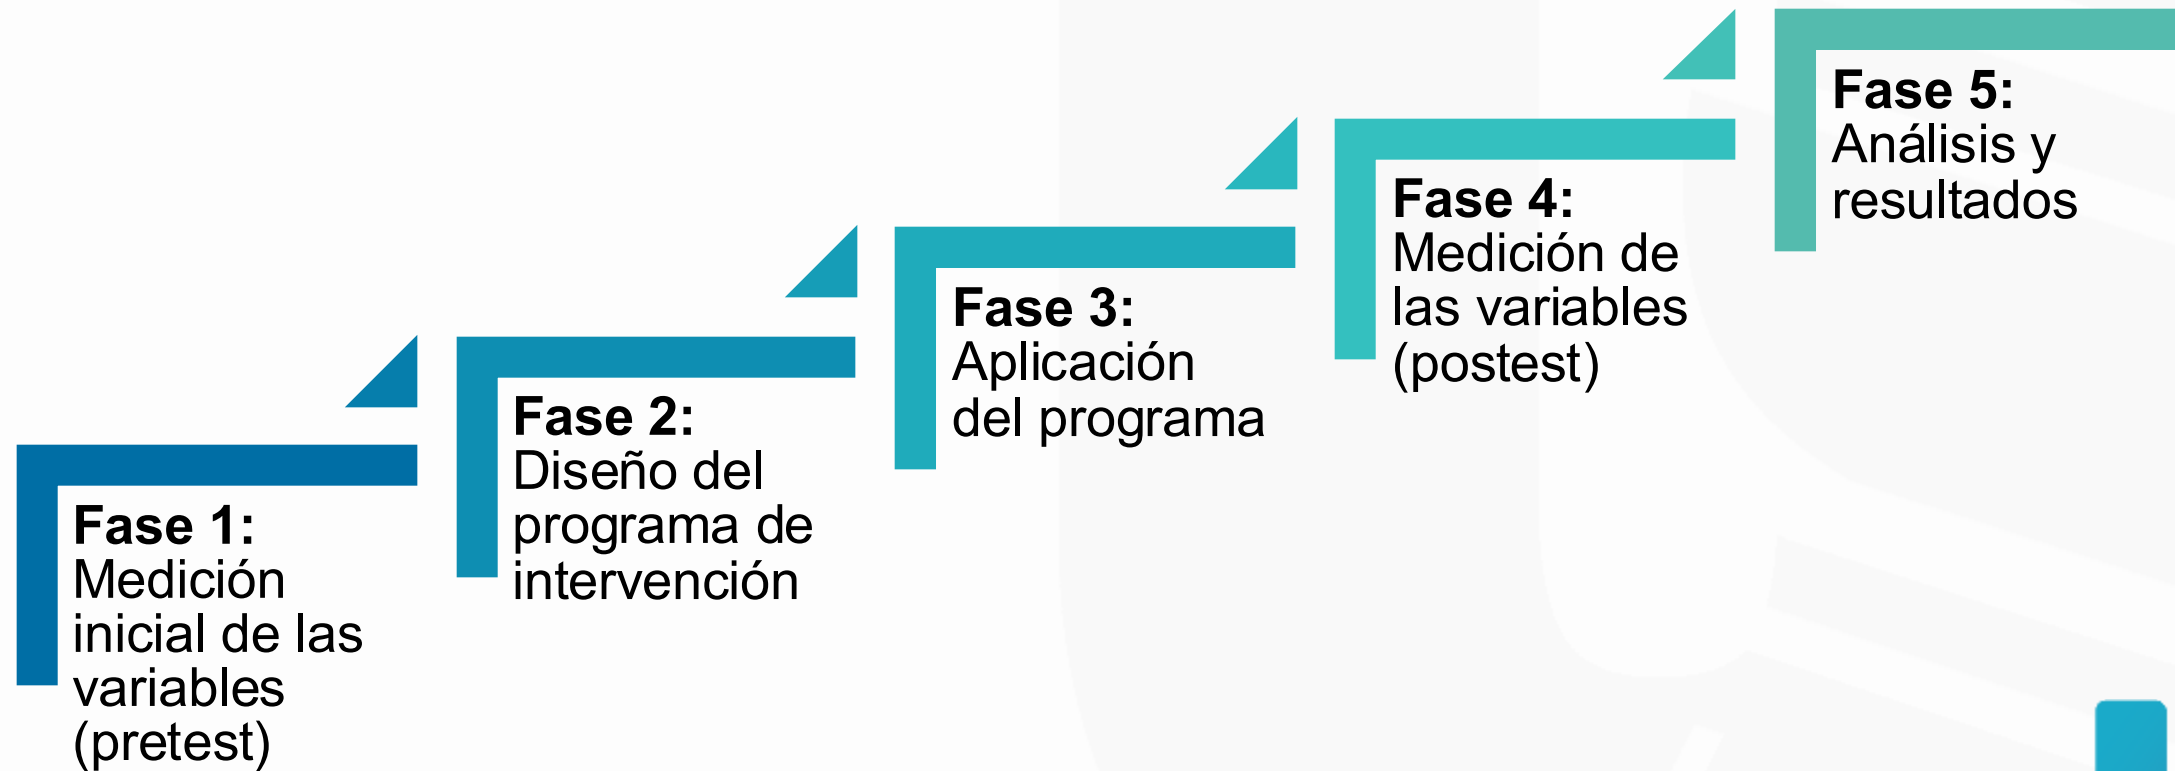 Fase 1:
Medición
inicial de las
variables
(pretest)
Fase 2:
Diseño del
programa de
intervención
Fase 3:
Aplicación
del programa
Fase 4:
Medición de
las variables
(postest)
Fase 5:
Análisis y
resultados